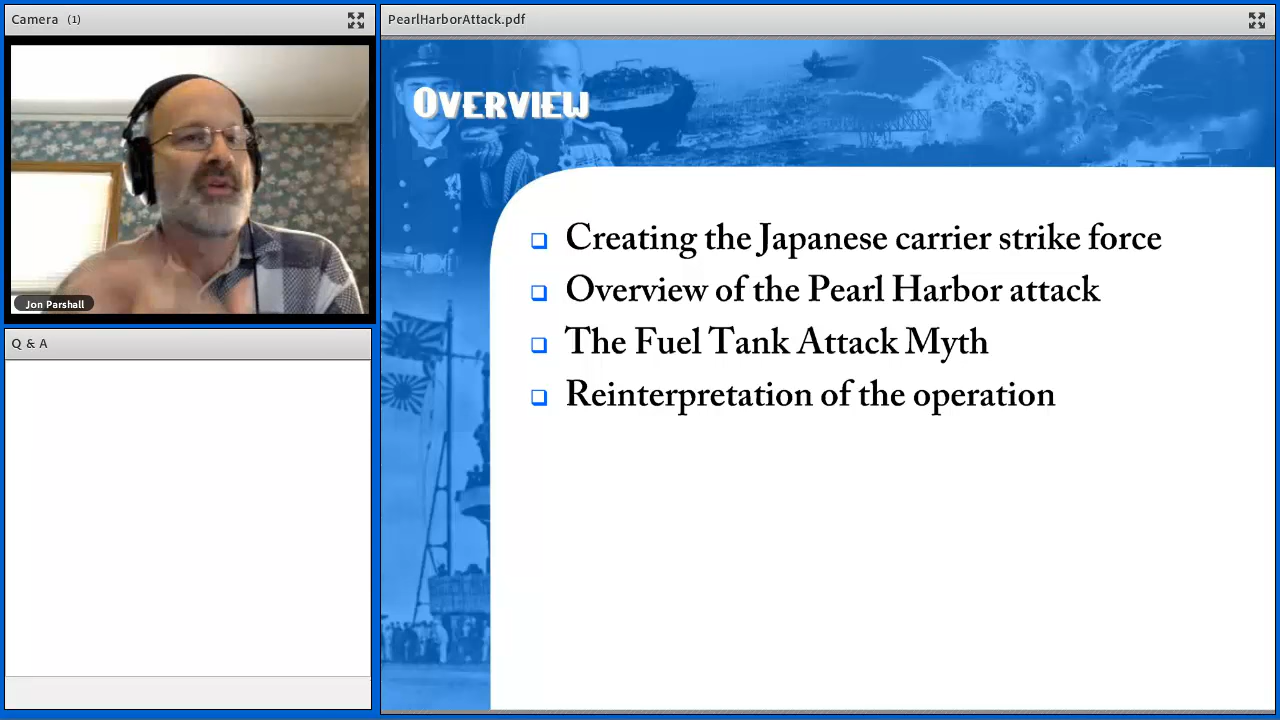 Camera (1)
PearlHarborAttack.pdf
OVERVIEW
Jon Parshall
Q & A
Creating the Japanese carrier strike force
Overview of the Pearl Harbor attack
The Fuel Tank Attack Myth
Reinterpretation of the operation